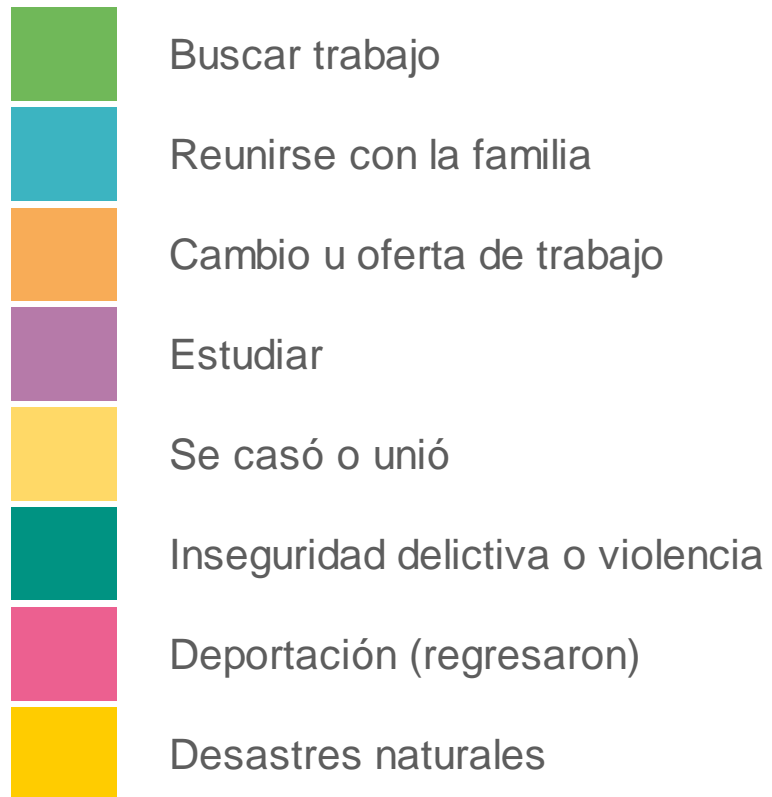 Buscar trabajo
Reunirse con la familia
Cambio u oferta de trabajo
Estudiar
Se casó o unió
Inseguridad delictiva o violencia
Deportación (regresaron)
Desastres naturales